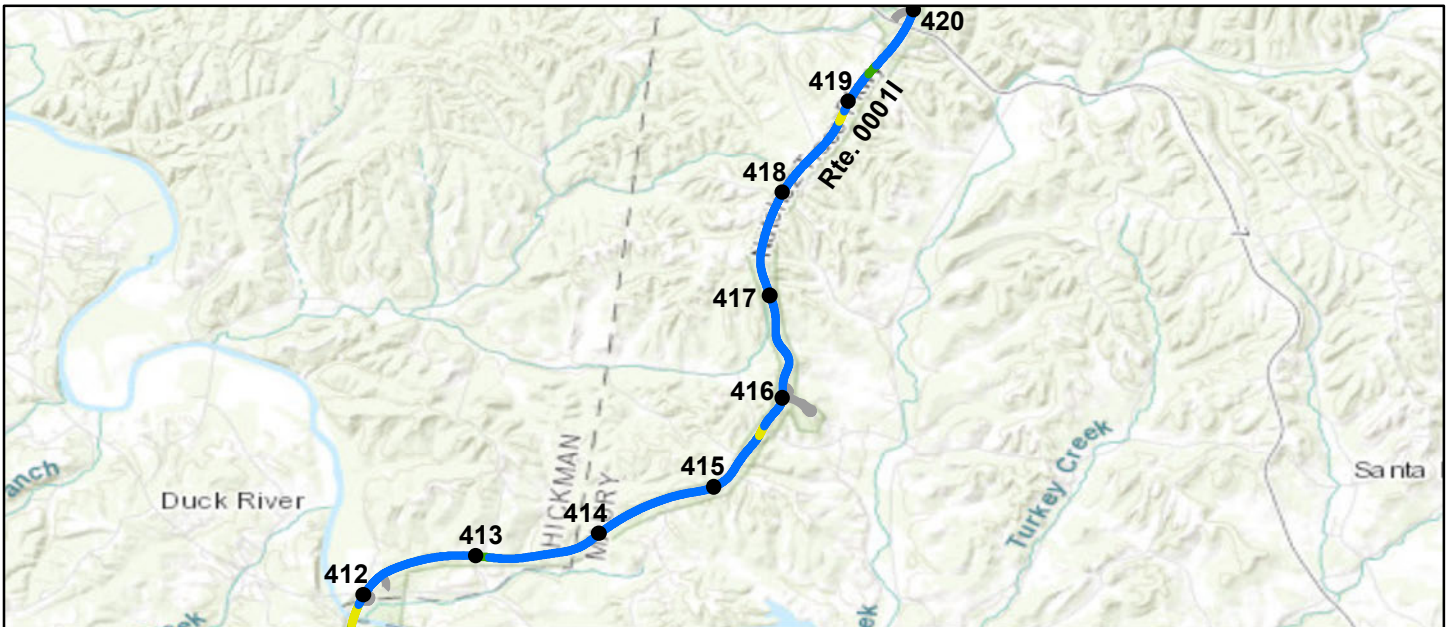 420
419
Rte. 0001I
418
417
416
415
Turkey Creek
Santa
anch
Duck River
HICKMAN
414
413
412
eek
ek